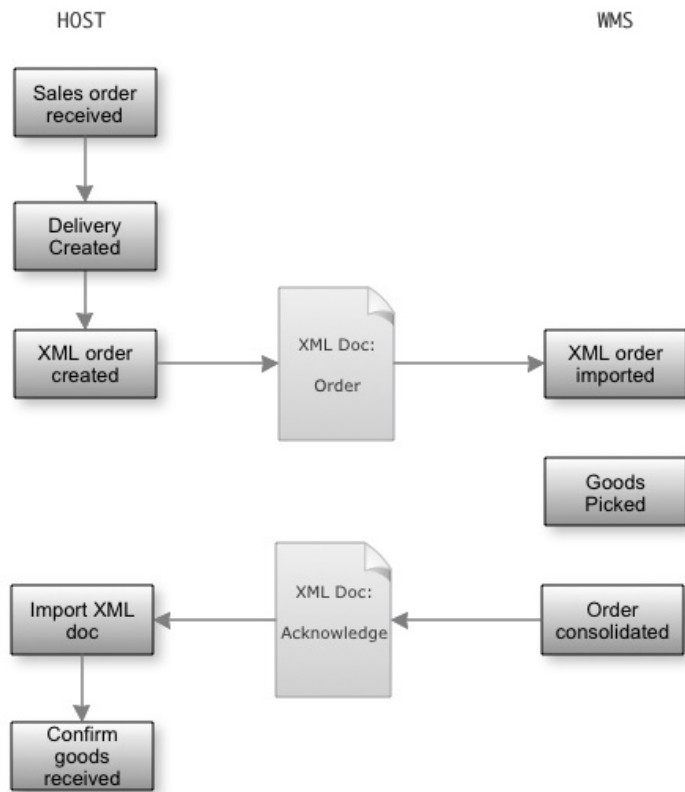 HOST
WMS
Sales order
received
Delivery
Created
XML order
created
XML Doc:
Order
XML order
imported
Goods
Picked
Import XML
doc
XML Doc:
Acknowledge
Order
consolidated
Confirm
goods
received